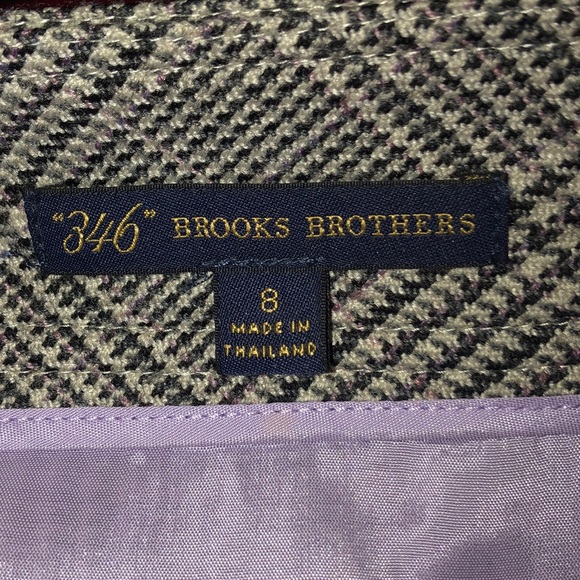 "346" BROOKS BROTHERS
8
MADE IN
THAILAND